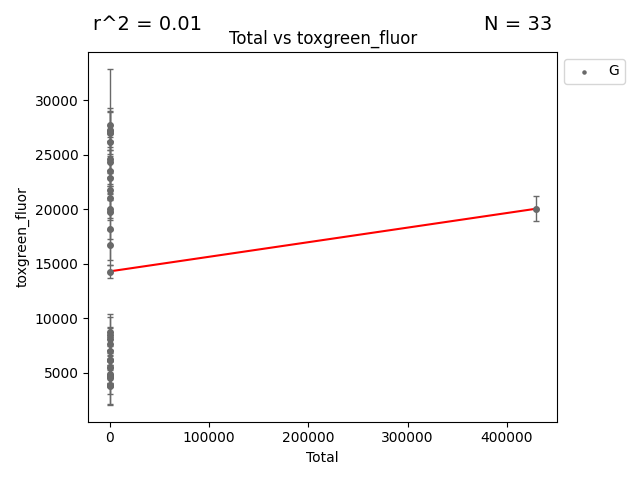 r^2 = 0.01
N = 33
Total vs toxgreen_fluor
G
30000
25000
20000
15000
10000
5000
toxgreen_fluor
0
100000
200000
300000
400000
Total